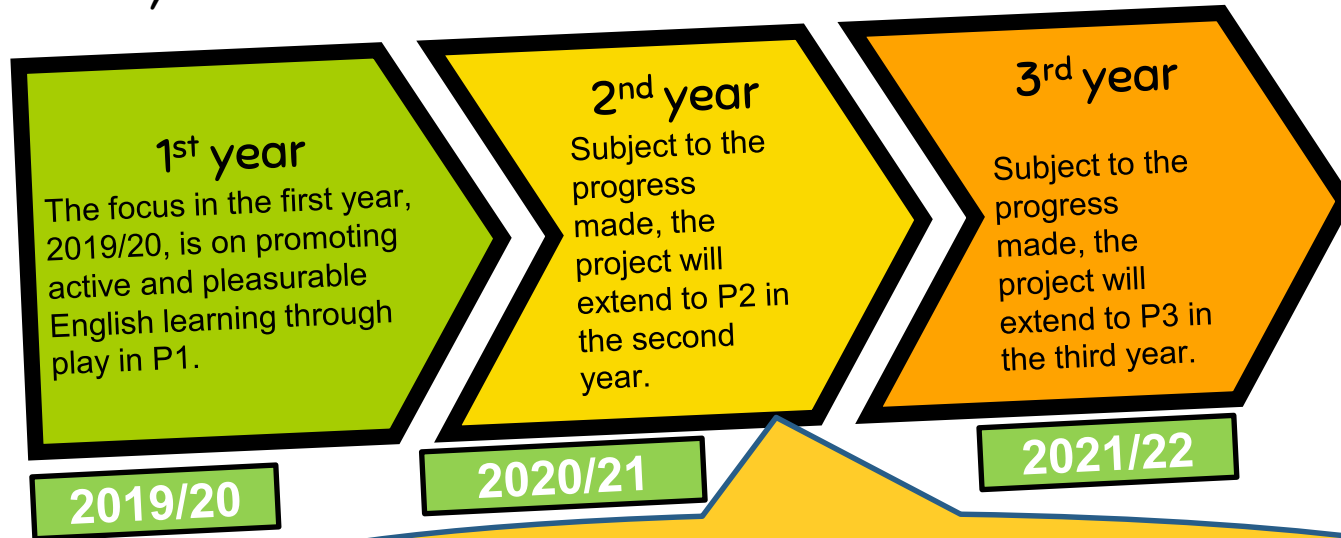 1st year
The focus in the first year,
2019/20, is on promoting
active and pleasurable
English learning through
play in P1.
2019/20
2nd year
Subject to the
progress
made, the
project will
extend to P2 in
the second
year.
2020/21
3rd year
Subject to the
progress
made, the
project will
extend to P3 in
the third year.
2021/22